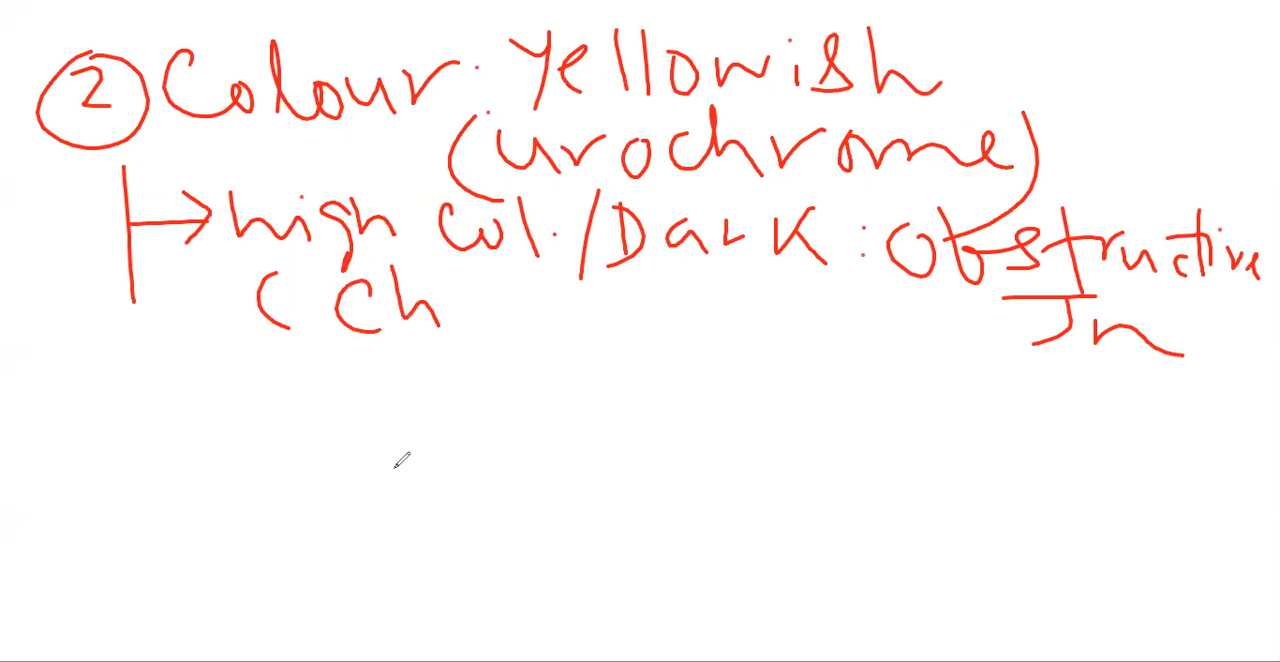 ② Colour: Yellowish
(urochrome)
→ high Col./Dark: Obstructive
C Ch Jn